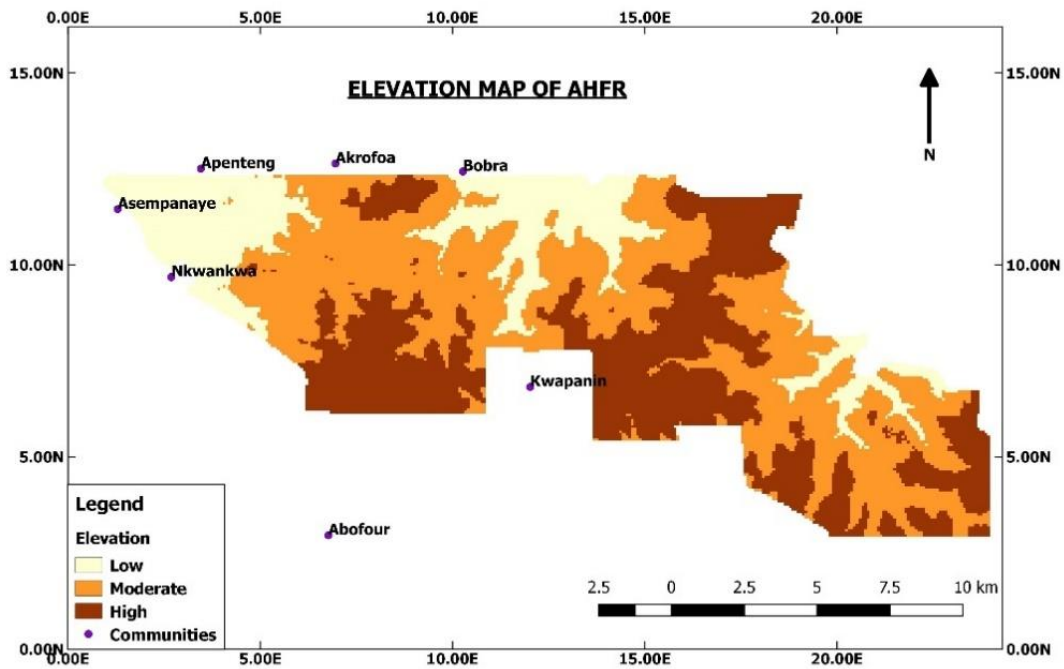 0.00E 5.00E 10.00E 15.00E 20.00E
15.00N 15.00N
ELEVATION MAP OF AHFR
N
Apenteng Akrofoa Bobra
Asempanaye
Nkwankwa
10.00N 10.00N
Kwapanin
5.00N 5.00N
Abofour
Legend
Elevation
Low
Moderate
High
Communities
2.5 0 2.5 5 7.5 10 km
0.00N 0.00N
0.00E 5.00E 10.00E 15.00E 20.00E